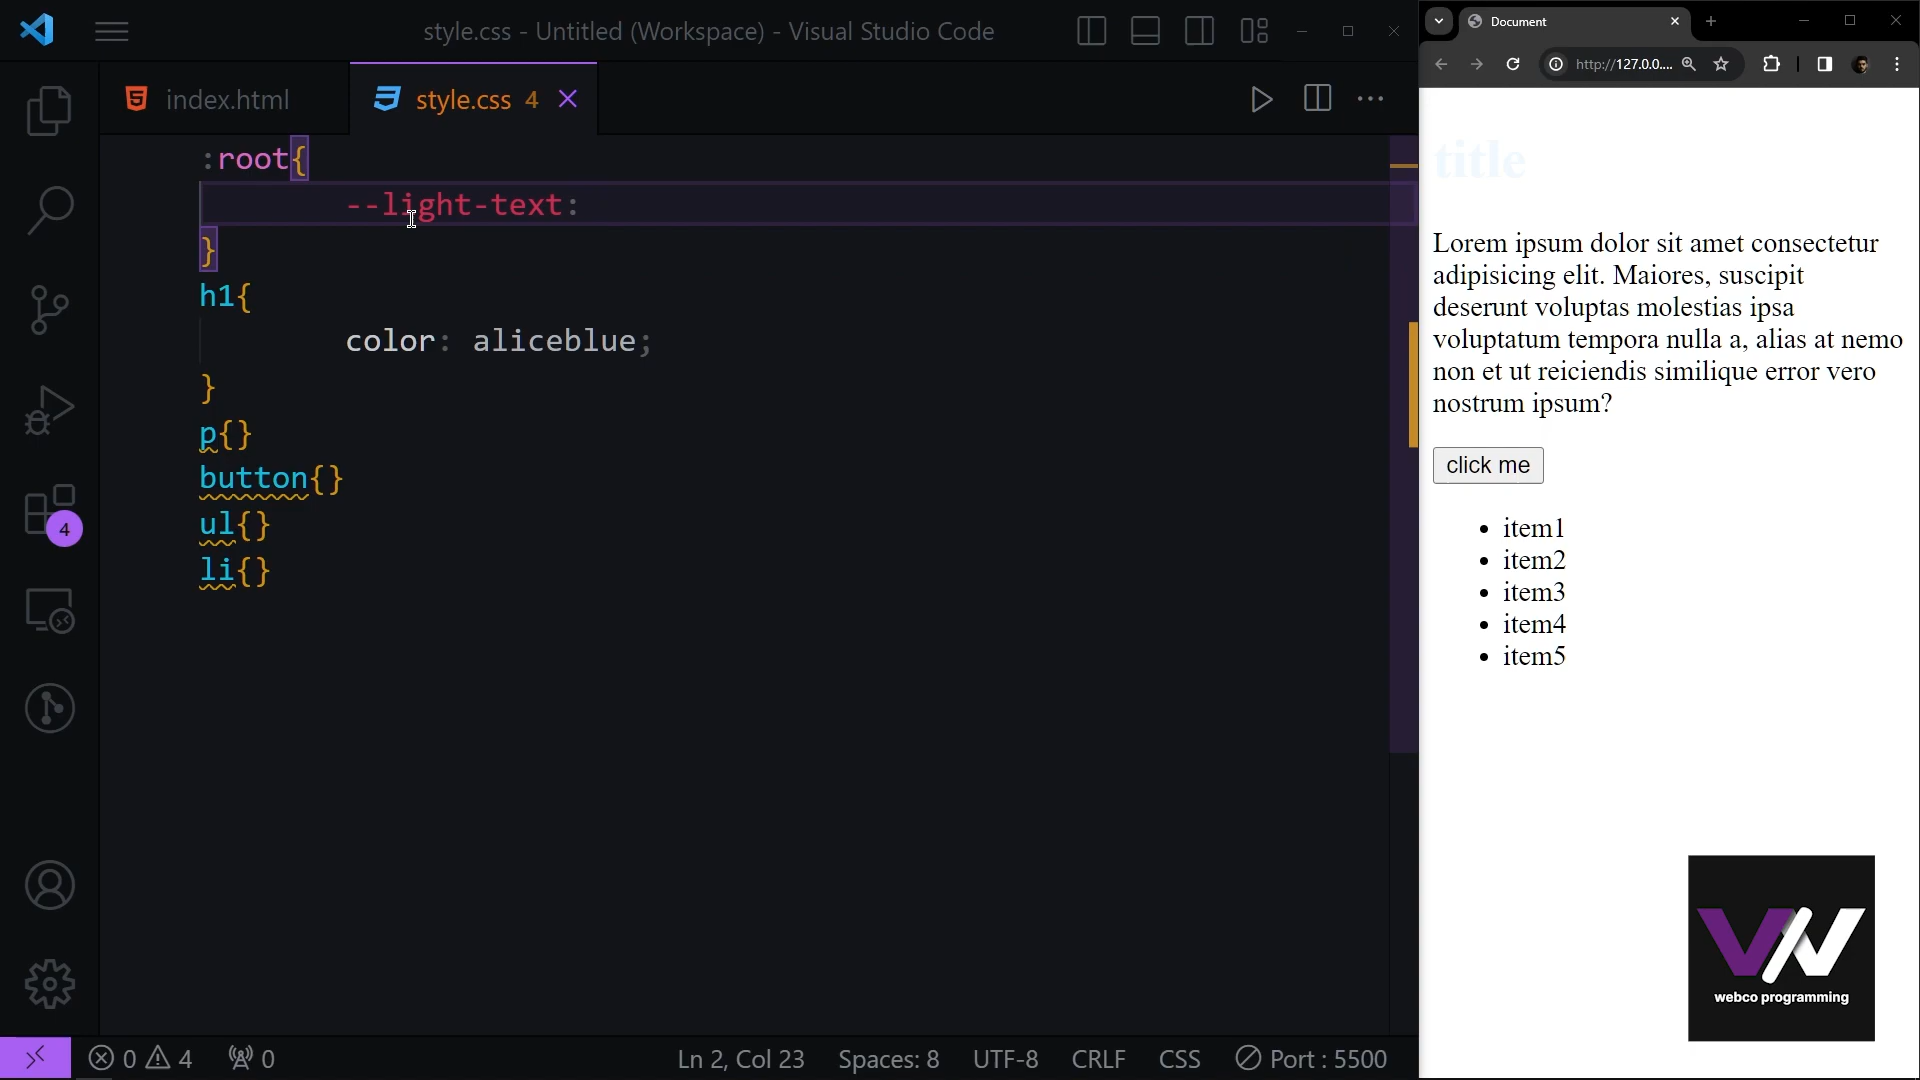 style.css - Untitled (Workspace) - Visual Studio Code
index.html
style.css 4
:root{
--light-text:
}
h1{
color: aliceblue;
}
p{}
button{}
ul{}
li{}
4
0 4 0
Ln 2, Col 23 Spaces: 8 UTF-8 CRLF CSS Port : 5500
Document
http://127.0.0....
title
Lorem ipsum dolor sit amet consectetur
adipisicing elit. Maiores, suscipit
deserunt voluptas molestias ipsa
voluptatum tempora nulla a, alias at nemo
non et ut reiciendis similique error vero
nostrum ipsum?
click me
• item1
• item2
• item3
• item4
• item5
webco programming